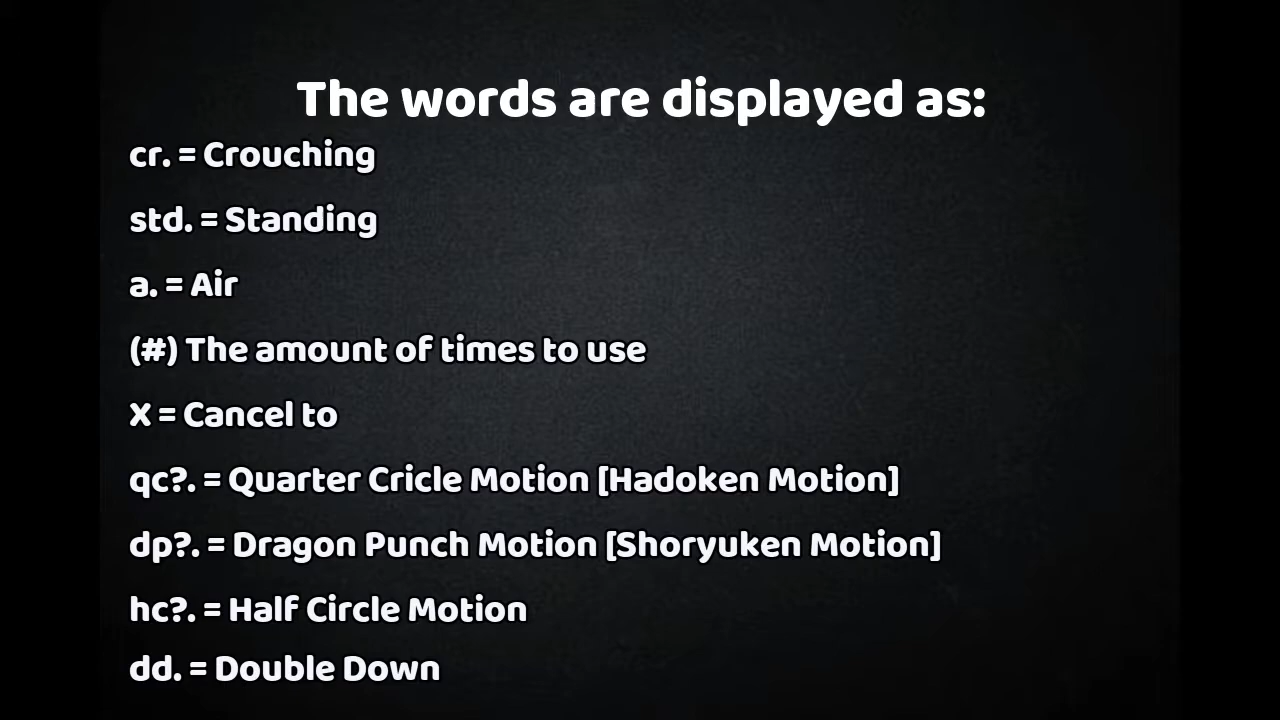 The words are displayed as:
cr. = Crouching
std. = Standing
a. = Air
(#) The amount of times to use
X = Cancel to
qc?. = Quarter Cricle Motion [Hadoken Motion]
dp?. = Dragon Punch Motion [Shoryuken Motion]
hc?. = Half Circle Motion
dd. = Double Down